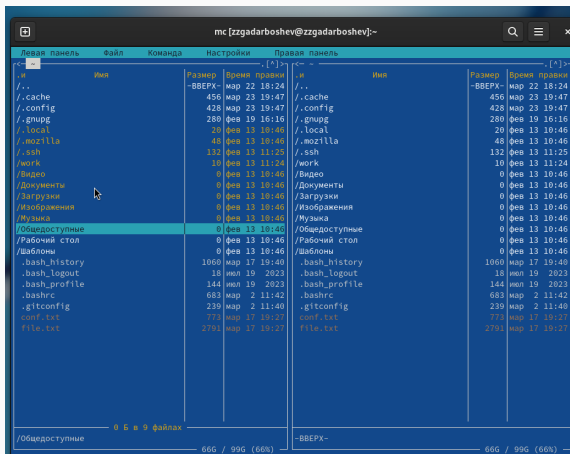 mc [zzgadarboshev@zzgadarboshev]:~
Левая панель Файл Команда Настройки Правая панель
<— ~ .[^]> <— ~ .[^]>
.и Имя Размер Время правки .и Имя Размер Время правки
/.. -ВВЕРХ- мар 22 18:24 /.. -ВВЕРХ- мар 22 18:24
/.cache 456 мар 23 19:47 /.cache 456 мар 23 19:47
/.config 428 мар 23 19:47 /.config 428 мар 23 19:47
/.gnupg 280 фев 19 16:16 /.gnupg 280 фев 19 16:16
/.local 20 фев 13 10:46 /.local 20 фев 13 10:46
/.mozilla 48 фев 13 10:46 /.mozilla 48 фев 13 10:46
/.ssh 132 фев 13 11:25 /.ssh 132 фев 13 11:25
/work 10 фев 13 11:24 /work 10 фев 13 11:24
/Видео 0 фев 13 10:46 /Видео 0 фев 13 10:46
/Документы 0 фев 13 10:46 /Документы 0 фев 13 10:46
/Загрузки 0 фев 13 10:46 /Загрузки 0 фев 13 10:46
/Изображения 0 фев 13 10:46 /Изображения 0 фев 13 10:46
/Музыка 0 фев 13 10:46 /Музыка 0 фев 13 10:46
/Общедоступные 0 фев 13 10:46 /Общедоступные 0 фев 13 10:46
/Рабочий стол 0 фев 13 10:46 /Рабочий стол 0 фев 13 10:46
/Шаблоны 0 фев 13 10:46 /Шаблоны 0 фев 13 10:46
.bash_history 1060 мар 17 19:40 .bash_history 1060 мар 17 19:40
.bash_logout 18 июл 19 2023 .bash_logout 18 июл 19 2023
.bash_profile 144 июл 19 2023 .bash_profile 144 июл 19 2023
.bashrc 683 мар 2 11:42 .bashrc 683 мар 2 11:42
.gitconfig 239 мар 2 11:40 .gitconfig 239 мар 2 11:40
conf.txt 773 мар 17 19:27 conf.txt 773 мар 17 19:27
file.txt 2791 мар 17 19:27 file.txt 2791 мар 17 19:27
0 Б в 9 файлах
/Общедоступные -ВВЕРХ-
66G / 99G (66%) 66G / 99G (66%)